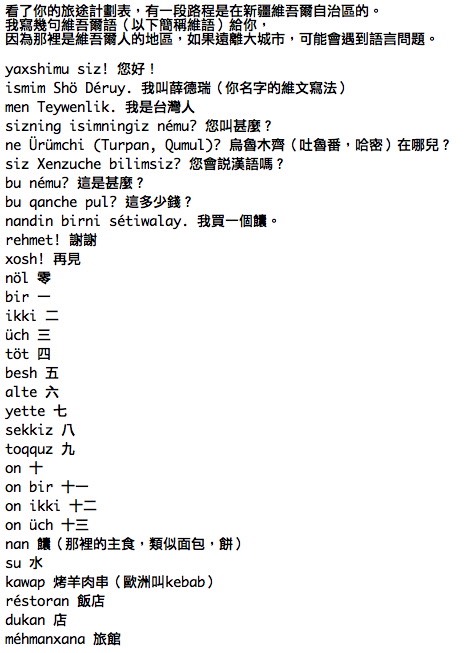 看了你的旅途計劃表，有一段路程是在新疆維吾爾自治區的。
我寫幾句維吾爾語（以下簡稱維語）給你，
因為那裡是維吾爾人的地區，如果遠離大城市，可能會遇到語言問題。
yaxshimu siz! 您好！
ismim Shö Déruy. 我叫薛德瑞（你名字的維文寫法）
men Teywenlik. 我是台灣人
sizning isimningiz nému? 您叫甚麼？
ne Ürümchi (Turpan, Qumul)? 烏魯木齊（吐魯番，哈密）在哪兒？
siz Xenzuche bilimsiz? 您會説漢語嗎？
bu nému? 這是甚麼？
bu qanche pul? 這多少錢？
nandin birni sétiwalay. 我買一個饢。
rehmet! 謝謝
xosh! 再見
nöl 零
bir 一
ikki 二
üch 三
töt 四
besh 五
alte 六
yette 七
sekkiz 八
toqquz 九
on 十
on bir 十一
on ikki 十二
on üch 十三
nan 饢（那裡的主食，類似面包，餅）
su 水
kawap 烤羊肉串（歐洲叫kebab）
réstoran 飯店
dukan 店
méhmanxana 旅館